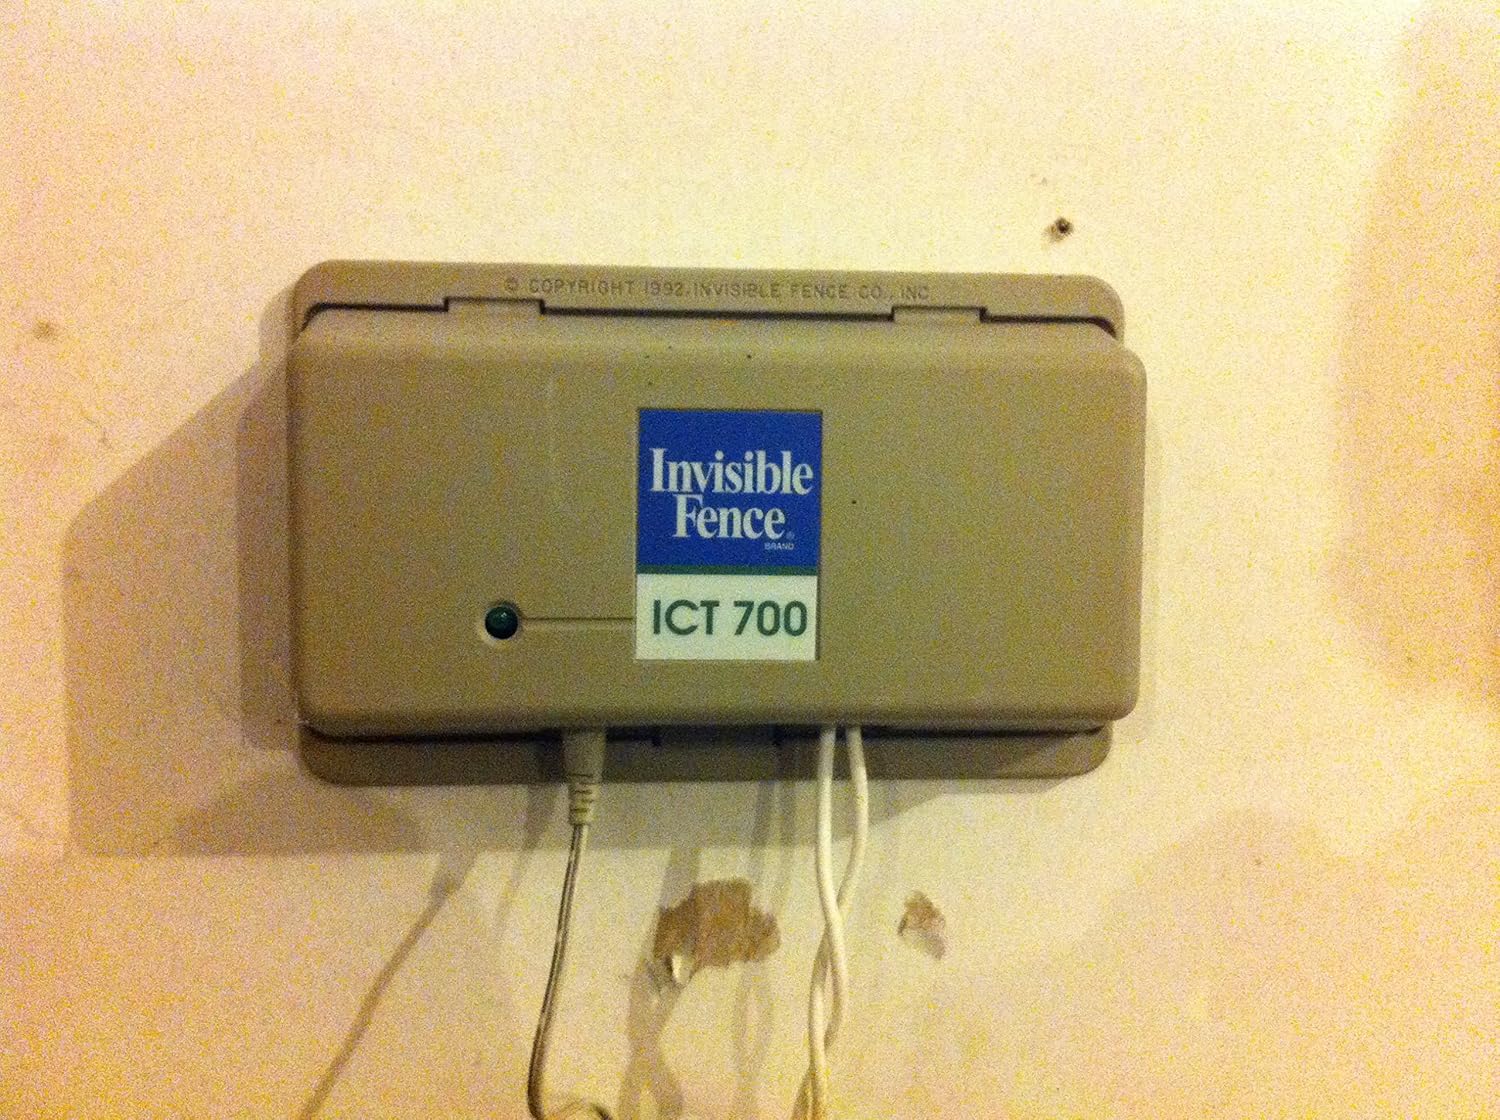 © COPYRIGHT 1992, INVISIBLE FENCE CO., INC.
Invisible
Fence®
BRAND
ICT 700